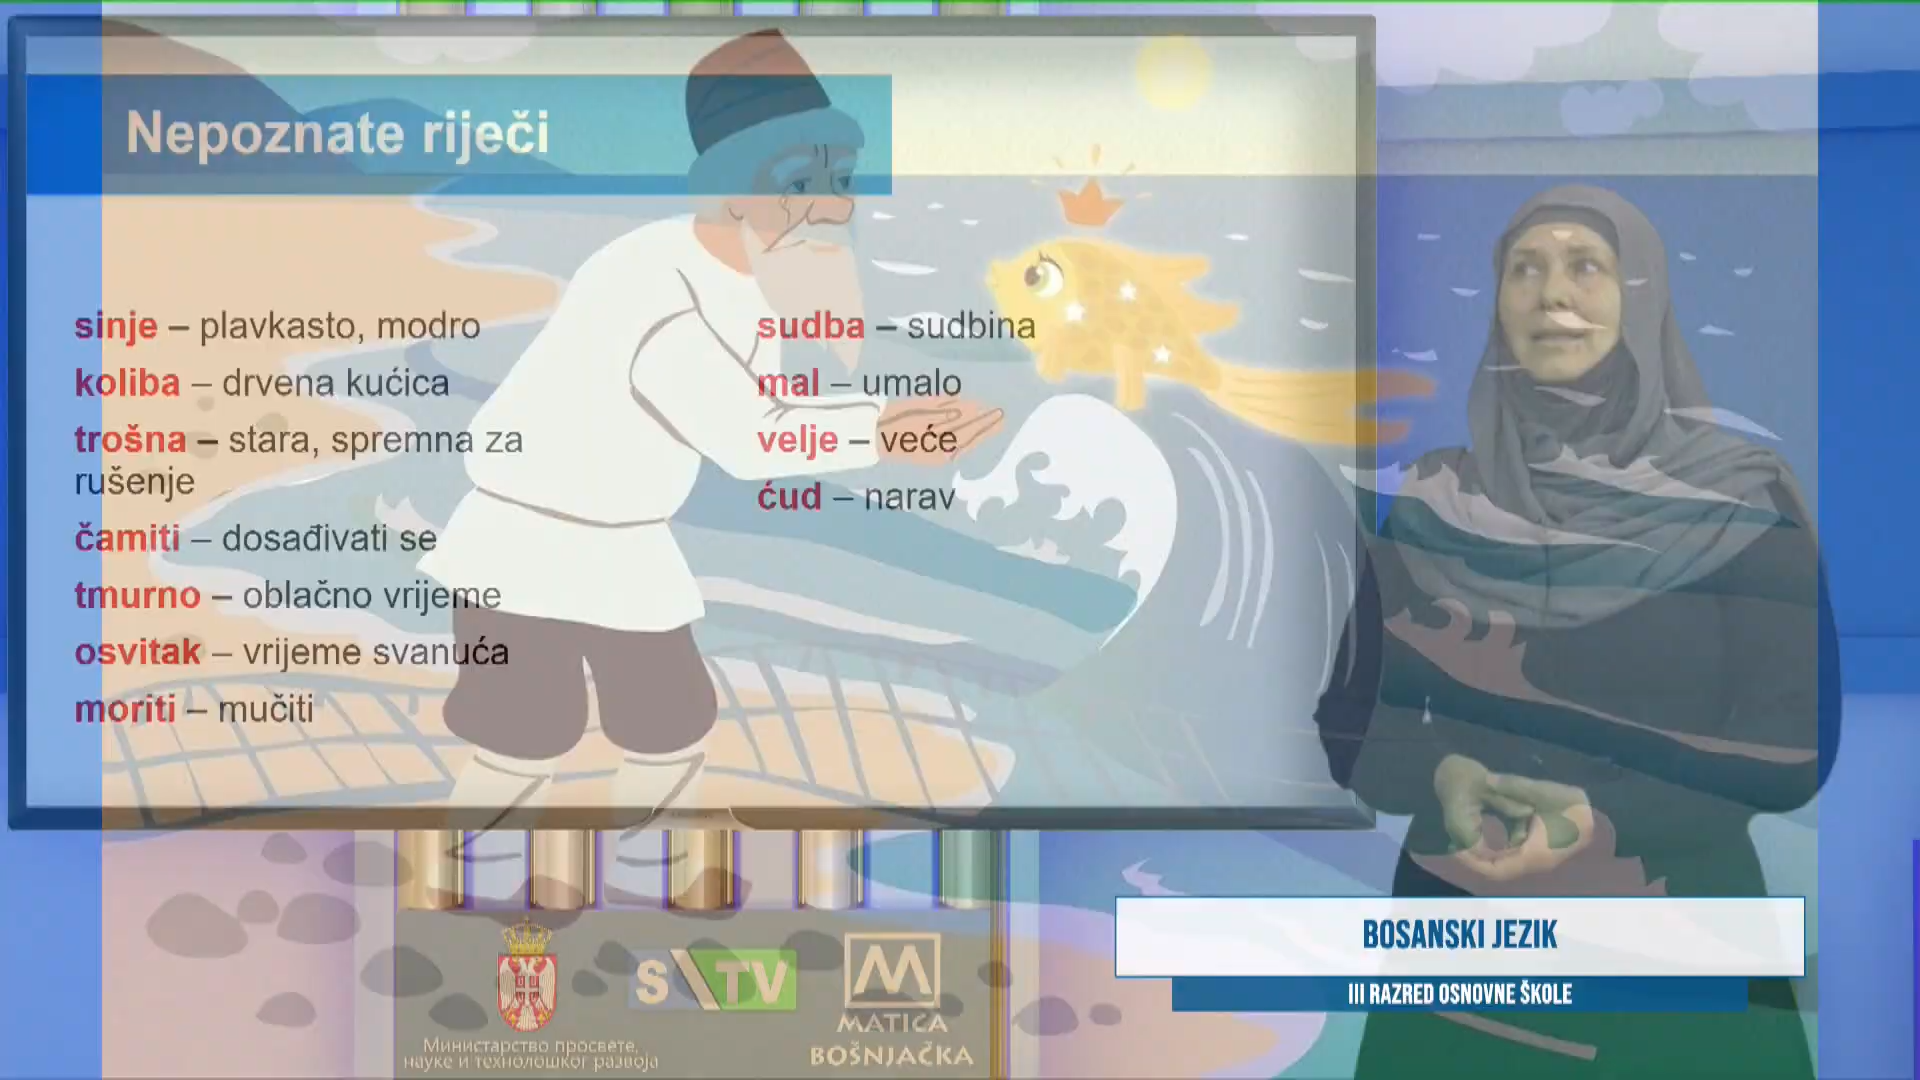 Nepoznate riječi
sinje – plavkasto, modro
koliba – drvena kućica
trošna – stara, spremna za
rušenje
čamiti – dosađivati se
tmurno – oblačno vrijeme
osvitak – vrijeme svanuća
moriti – mučiti
sudba – sudbina
mal – umalo
velje – veće
ćud – narav
BOSANSKI JEZIK
III RAZRED OSNOVNE ŠKOLE
S TV
MATICA
BOŠNJAČKA
Министарство просвете,
науке и технолошког развоја